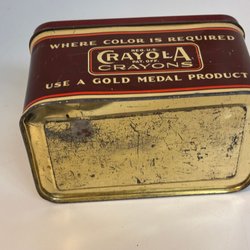 WHERE COLOR IS REQUIRED
REG. U.S.
CRAYOLA
PAT. OFF.
CRAYONS
USE A GOLD MEDAL PRODUCT